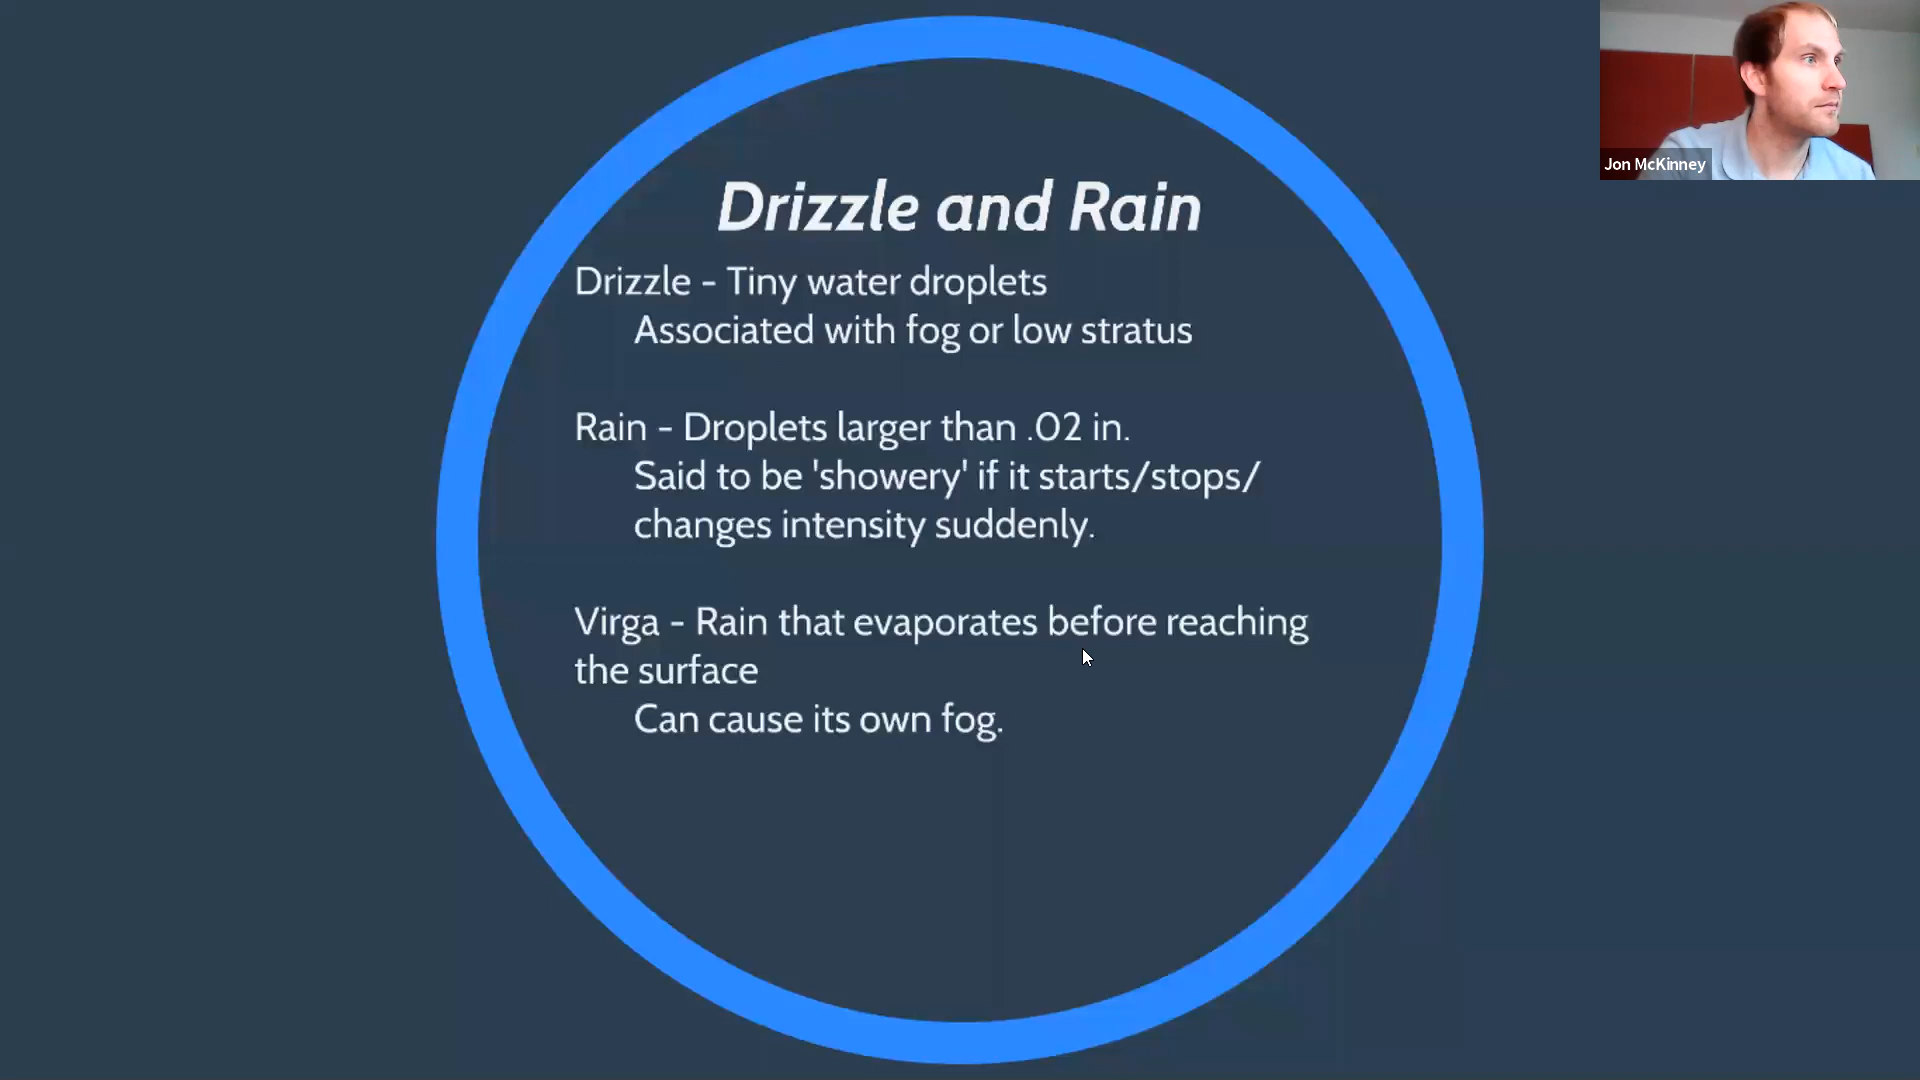 Drizzle and Rain
Drizzle - Tiny water droplets
Associated with fog or low stratus
Rain - Droplets larger than .02 in.
Said to be 'showery' if it starts/stops/
changes intensity suddenly.
Virga - Rain that evaporates before reaching
the surface
Can cause its own fog.
Jon McKinney